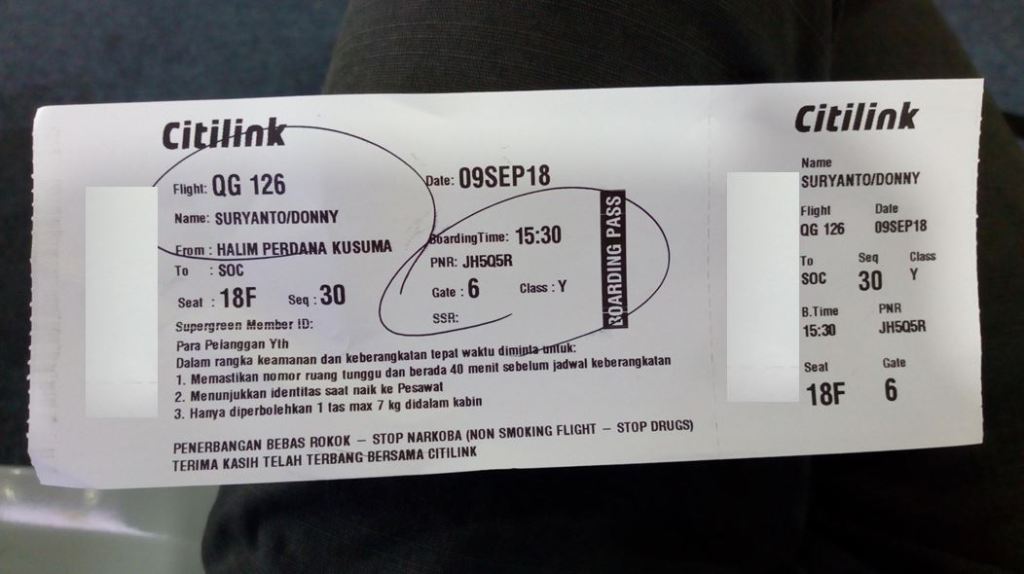 Citilink
Flight: QG 126
Date: 09SEP18
Name: SURYANTO/DONNY
From : HALIM PERDANA KUSUMA
BoardingTime: 15:30
To : SOC
PNR: JH5Q5R
Seat : 18F Seq : 30
Gate : 6 Class : Y
SSR:
BOARDING PASS
Supergreen Member ID:
Para Pelanggan Yth
Dalam rangka keamanan dan keberangkatan tepat waktu diminta untuk:
1. Memastikan nomor ruang tunggu dan berada 40 menit sebelum jadwal keberangkatan
2. Menunjukkan identitas saat naik ke Pesawat
3. Hanya diperbolehkan 1 tas max 7 kg didalam kabin
PENERBANGAN BEBAS ROKOK – STOP NARKOBA (NON SMOKING FLIGHT – STOP DRUGS)
TERIMA KASIH TELAH TERBANG BERSAMA CITILINK
Citilink
Name
SURYANTO/DONNY
Flight Date
QG 126 09SEP18
To Seq Class
SOC 30 Y
B.Time PNR
15:30 JH5Q5R
Seat Gate
18F 6